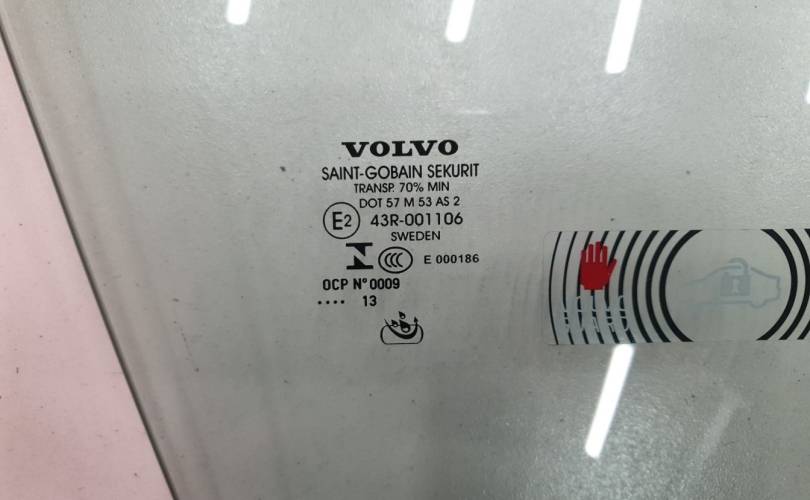 VOLVO
SAINT-GOBAIN SEKURIT
TRANSP. 70% MIN
DOT 57 M 53 AS 2
E2 43R-001106
SWEDEN
CCC E 000186
OCP N° 0009
.... 13